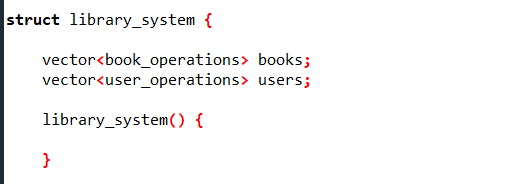 struct library_system {
vector<book_operations> books;
vector<user_operations> users;
library_system() {
}